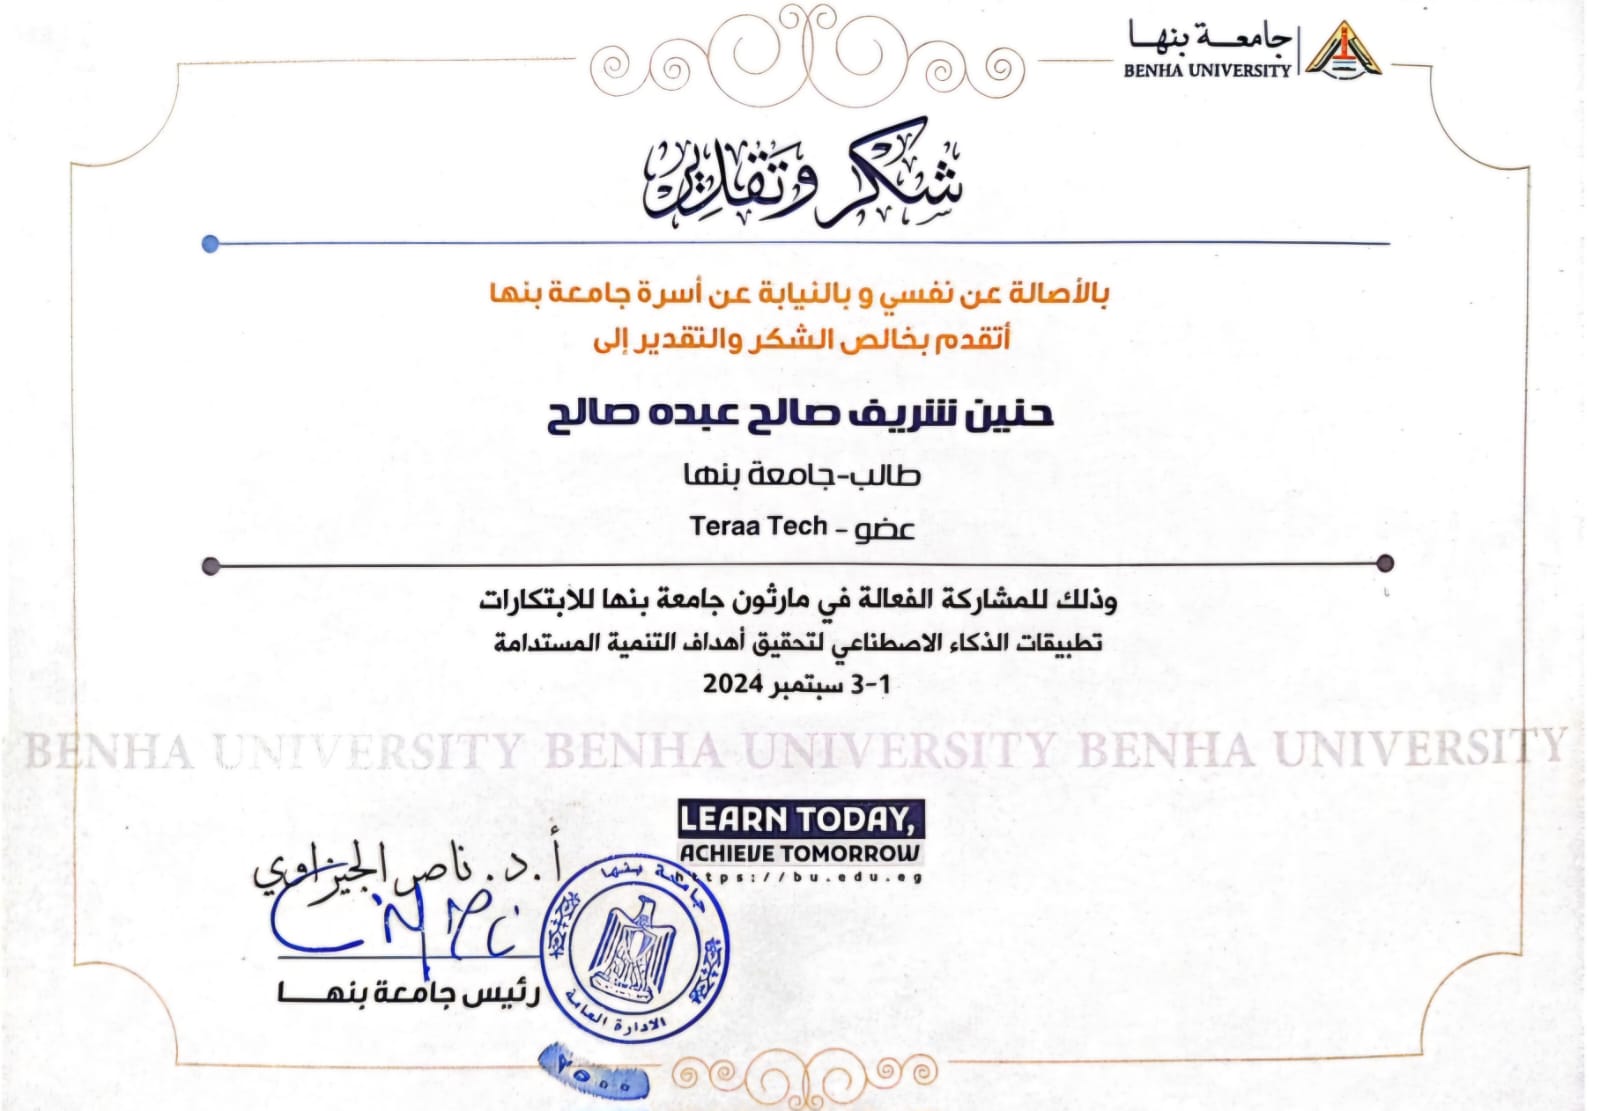 جامعة بنها
BENHA UNIVERSITY
شكر وتقدير
بالأصالة عن نفسي و بالنيابة عن أسرة جامعة بنها
أتقدم بخالص الشكر والتقدير إلى
حنين شريف صالح عبده صالح
طالب-جامعة بنها
عضو - Teraa Tech
وذلك للمشاركة الفعالة في مارثون جامعة بنها للابتكارات
تطبيقات الذكاء الاصطناعي لتحقيق أهداف التنمية المستدامة
1-3 سبتمبر 2024
BENHA UNIVERSITY BENHA UNIVERSITY BENHA UNIVERSITY
LEARN TODAY,
ACHIEVE TOMORROW
https://bu.edu.eg
أ.د. ناصر الجيزاوي
رئيس جامعة بنها
جامعة بنها
الادارة العامة